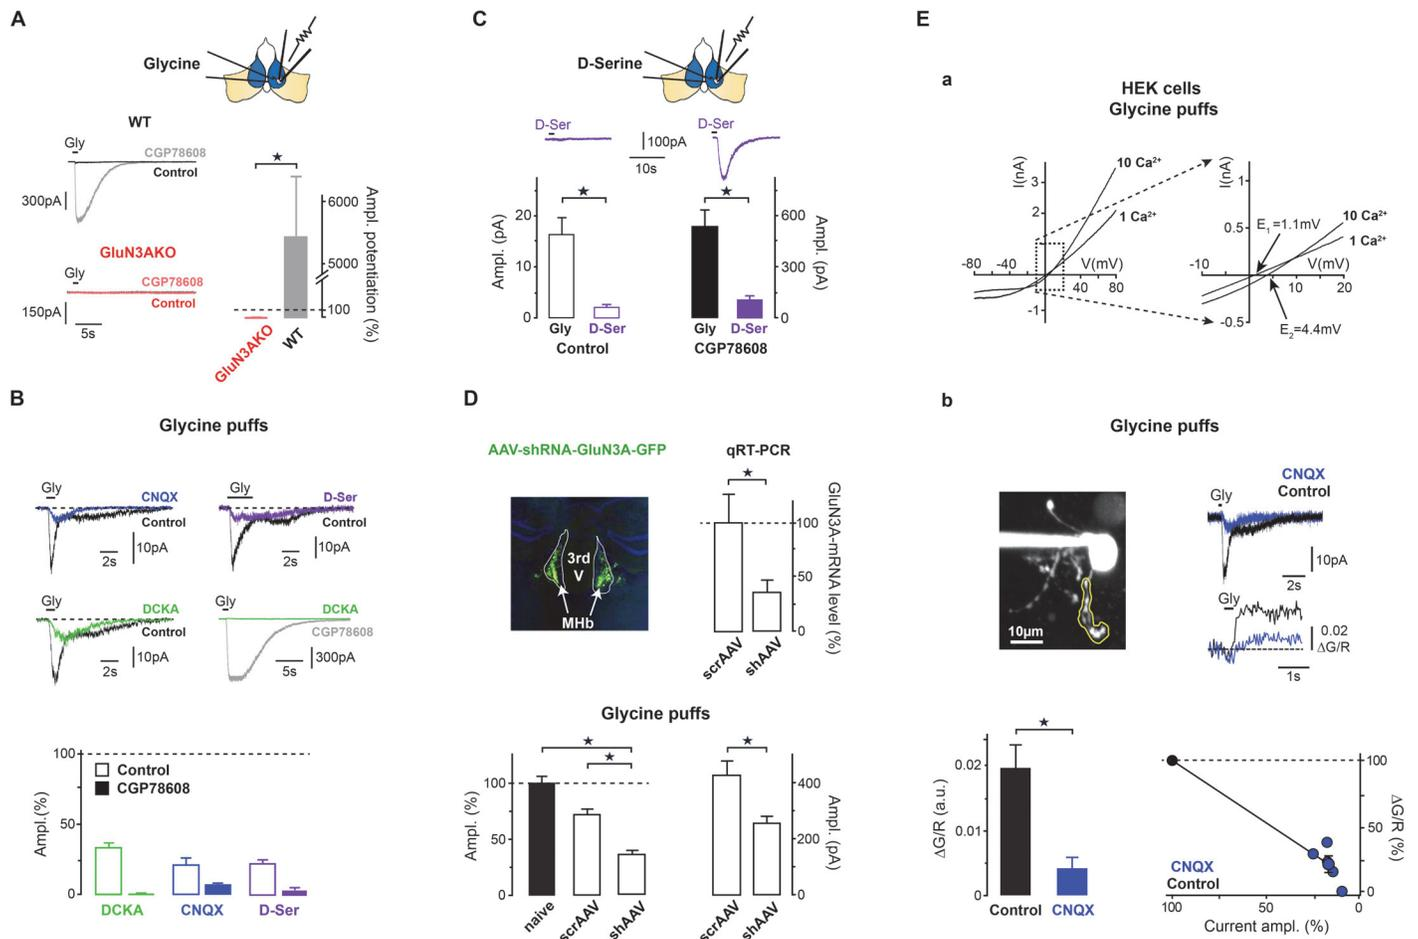 A
Glycine
WT
Gly
CGP78608
Control
300pA
GluN3AKO
Gly
CGP78608
Control
150pA
5s
★
6000
5000
100
Ampl. potentiation (%)
GluN3AKO
WT
B
Glycine puffs
Gly
CNQX
Control
2s
10pA
Gly
D-Ser
Control
2s
10pA
Gly
DCKA
Control
2s
10pA
Gly
DCKA
CGP78608
5s
300pA
100
50
0
Ampl.(%)
Control
CGP78608
DCKA
CNQX
D-Ser
C
D-Serine
D-Ser
100pA
10s
D-Ser
20
10
0
Ampl. (pA)
★
Gly
D-Ser
Control
★
600
300
0
Ampl. (pA)
Gly
D-Ser
CGP78608
D
AAV-shRNA-GluN3A-GFP
3rd
V
MHb
qRT-PCR
★
100
50
0
GluN3A-mRNA level (%)
scrAAV
shAAV
Glycine puffs
★
★
100
50
0
Ampl. (%)
naive
scrAAV
shAAV
★
400
200
0
Ampl. (pA)
scrAAV
shAAV
E
a
HEK cells
Glycine puffs
I(nA)
3
2
-1
10 Ca²⁺
1 Ca²⁺
-80
-40
40
80
V(mV)
I(nA)
1
0.5
-0.5
E₁=1.1mV
10 Ca²⁺
1 Ca²⁺
-10
10
20
V(mV)
E₂=4.4mV
b
Glycine puffs
10μm
CNQX
Control
Gly
10pA
2s
Gly
0.02
ΔG/R
1s
0.02
0.01
0
ΔG/R (a.u.)
★
Control
CNQX
100
50
0
ΔG/R (%)
CNQX
Control
100
50
0
Current ampl. (%)